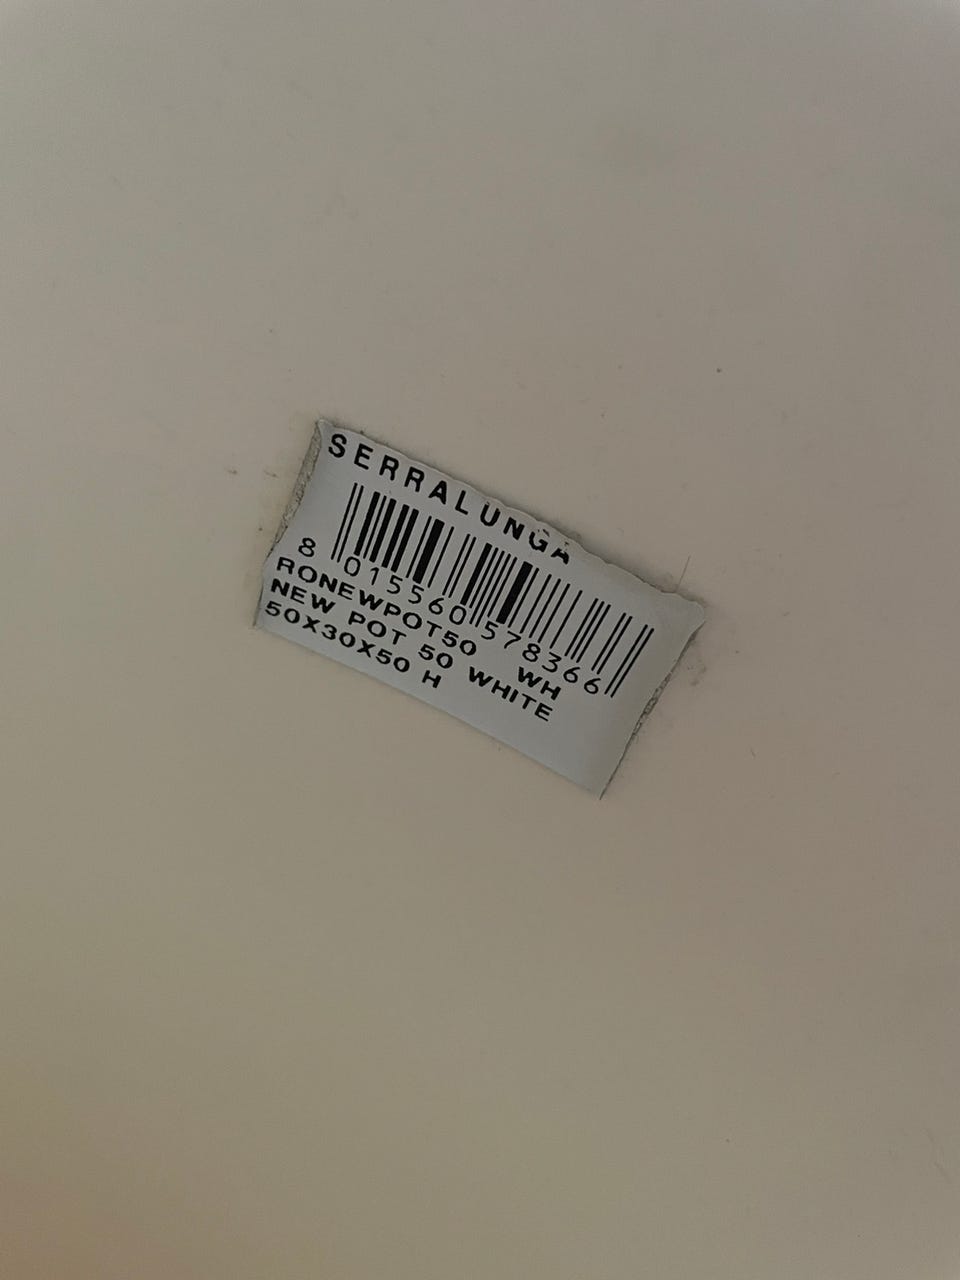 SERRALUNGA
8 015560 578366
RONEWPOT50 WH
NEW POT 50 WHITE
50X30X50 H